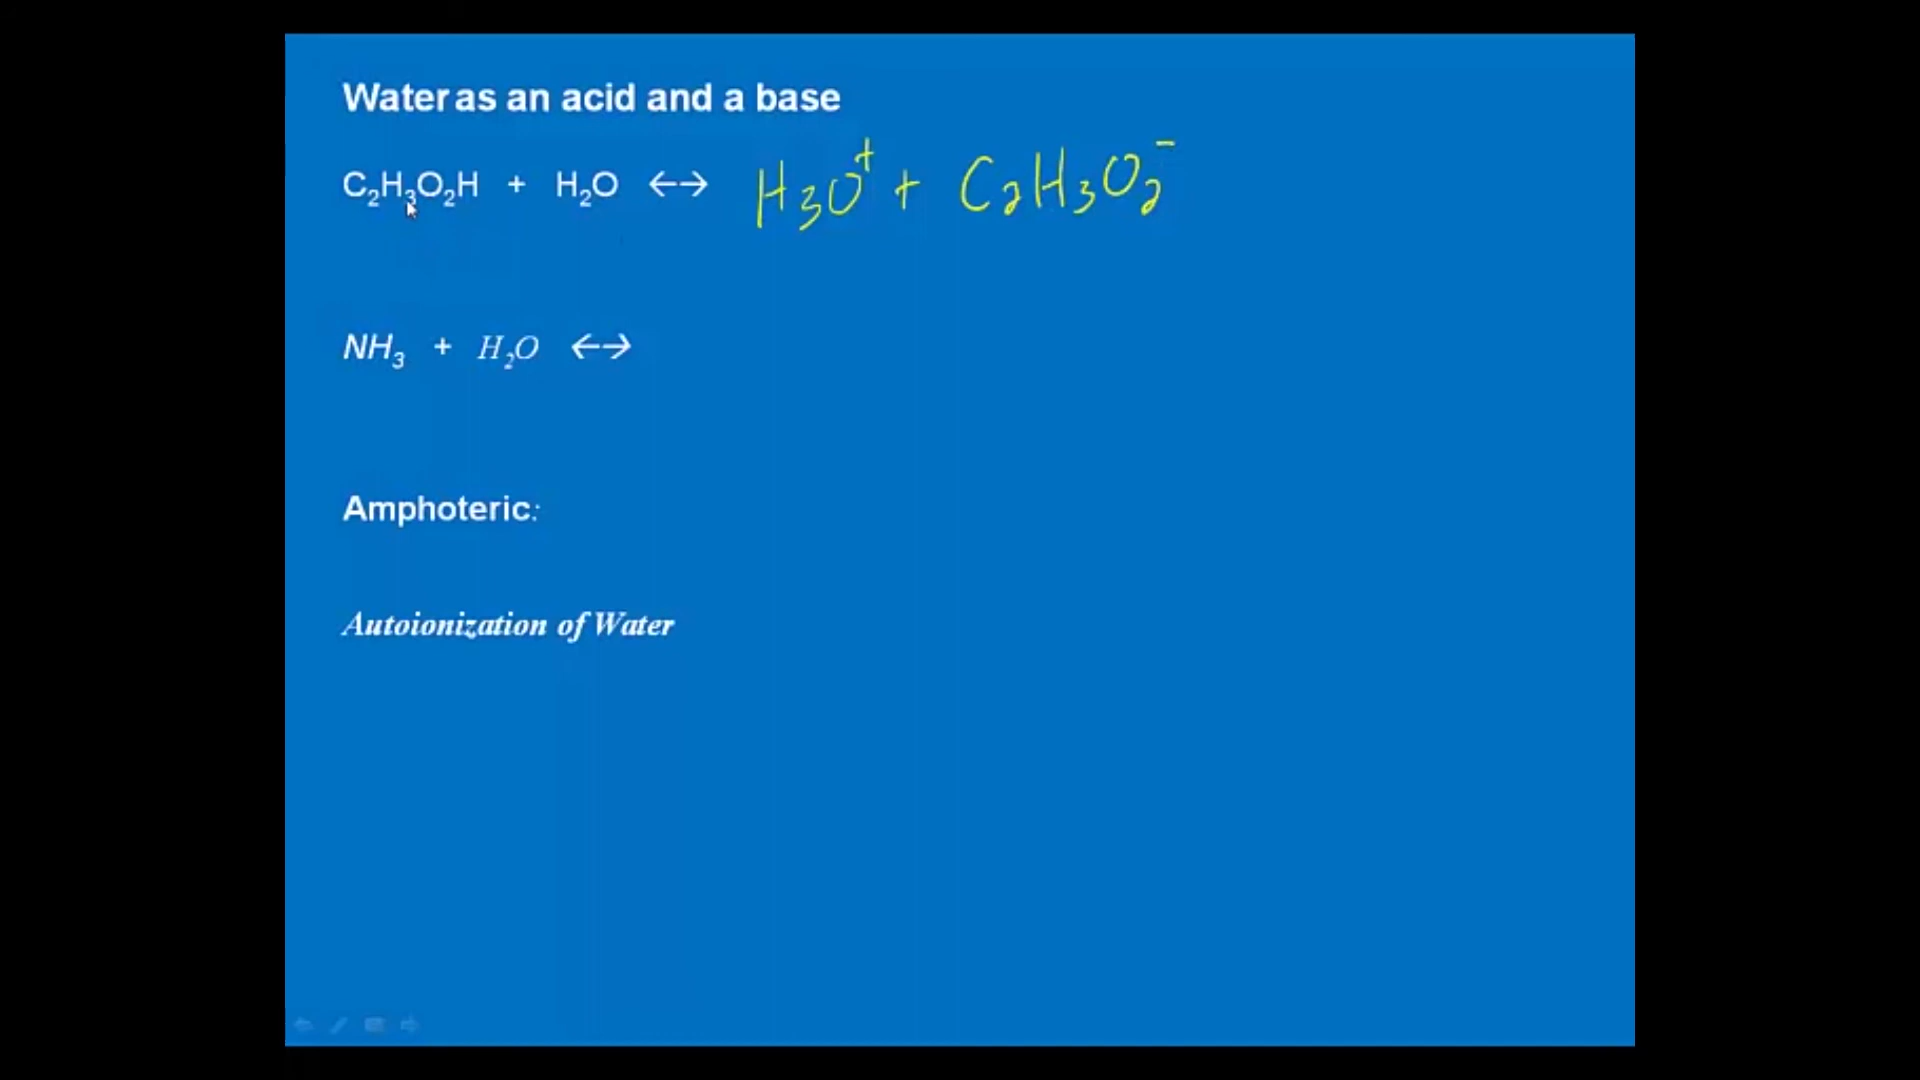 Water as an acid and a base
C₂H₃O₂H + H₂O ←→ H₃O⁺ + C₂H₃O₂⁻
NH₃ + H₂O ←→
Amphoteric:
Autoionization of Water